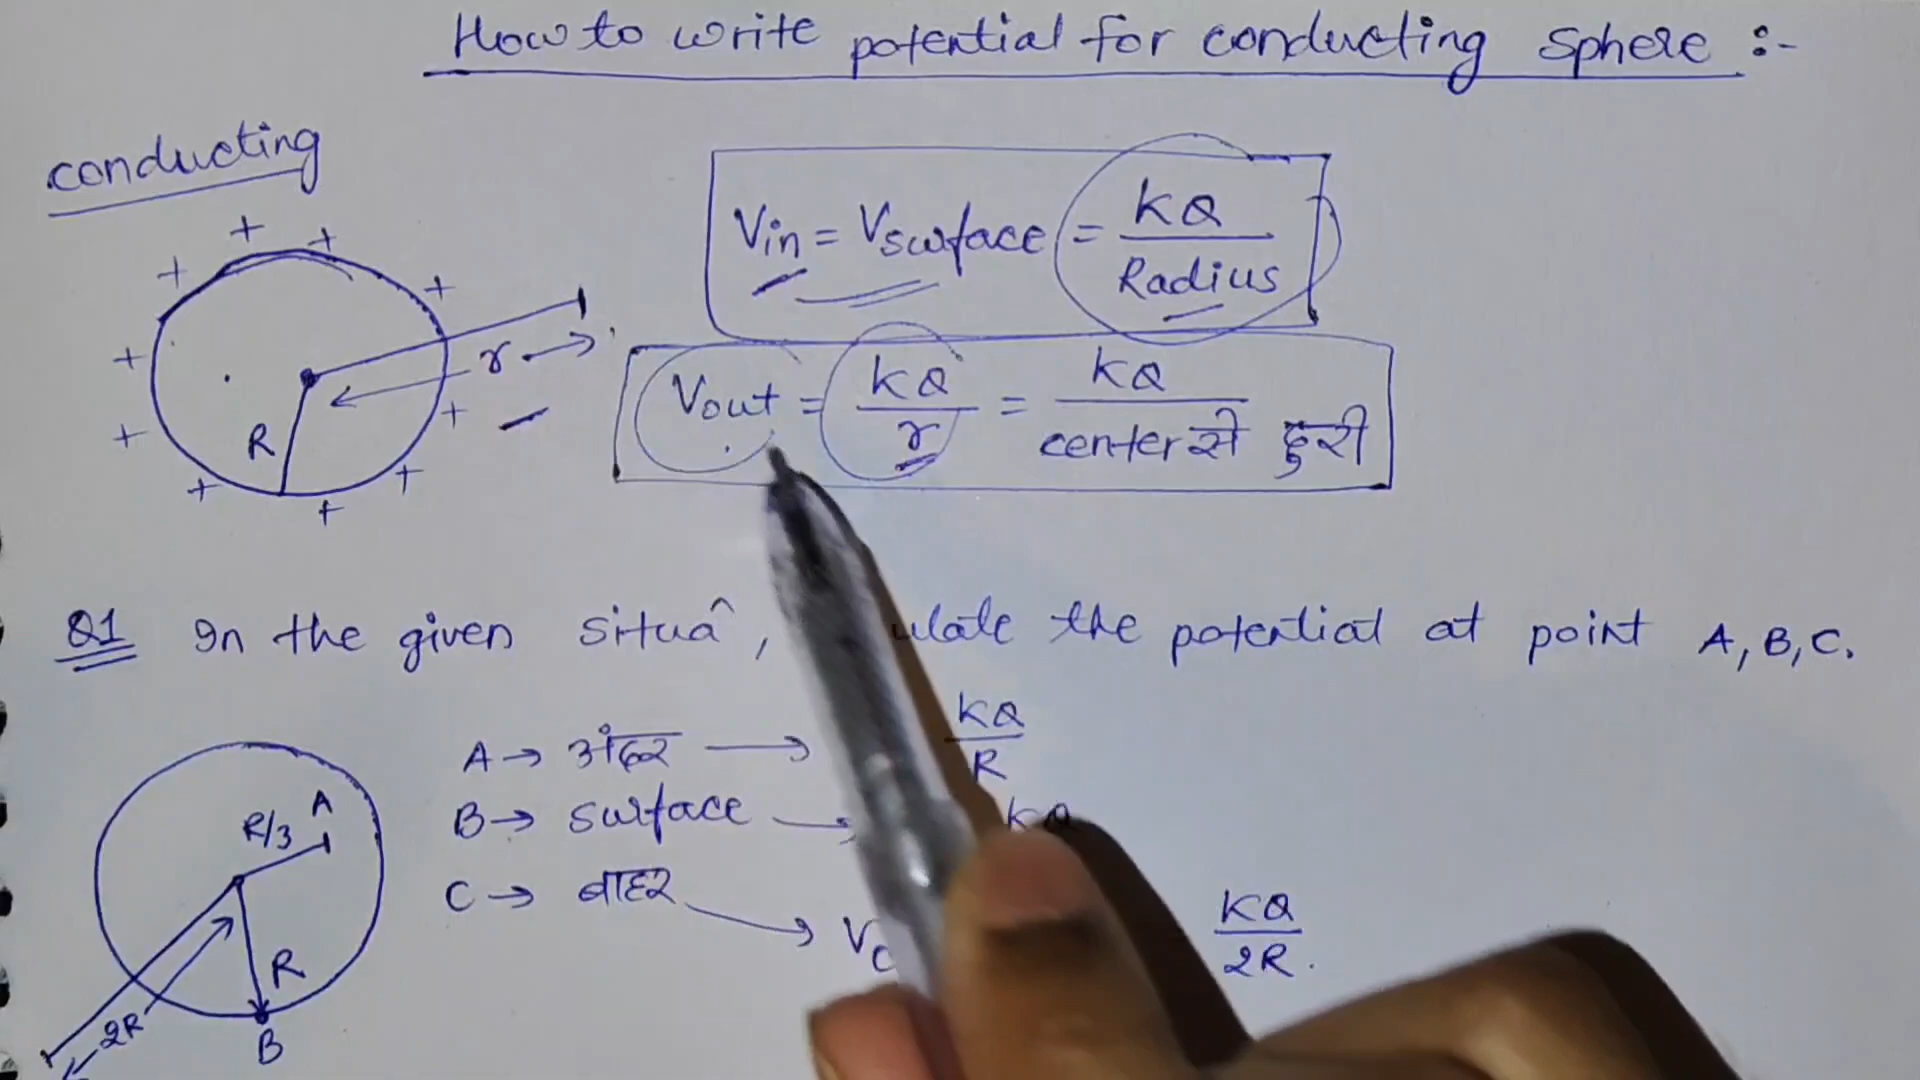 How to write potential for conducting sphere :-
conducting
+ + + + + + + + + +
R
r
Vin = Vsurface = KQ / Radius
Vout = KQ / r = KQ / center से दुरी
Q1 In the given situa^, ulate the potential at point A, B, C.
A → अंदर → KQ / R
B → surface → KQ
C → बाहर → Vc KQ / 2R.
R/3 A
R
2R
B